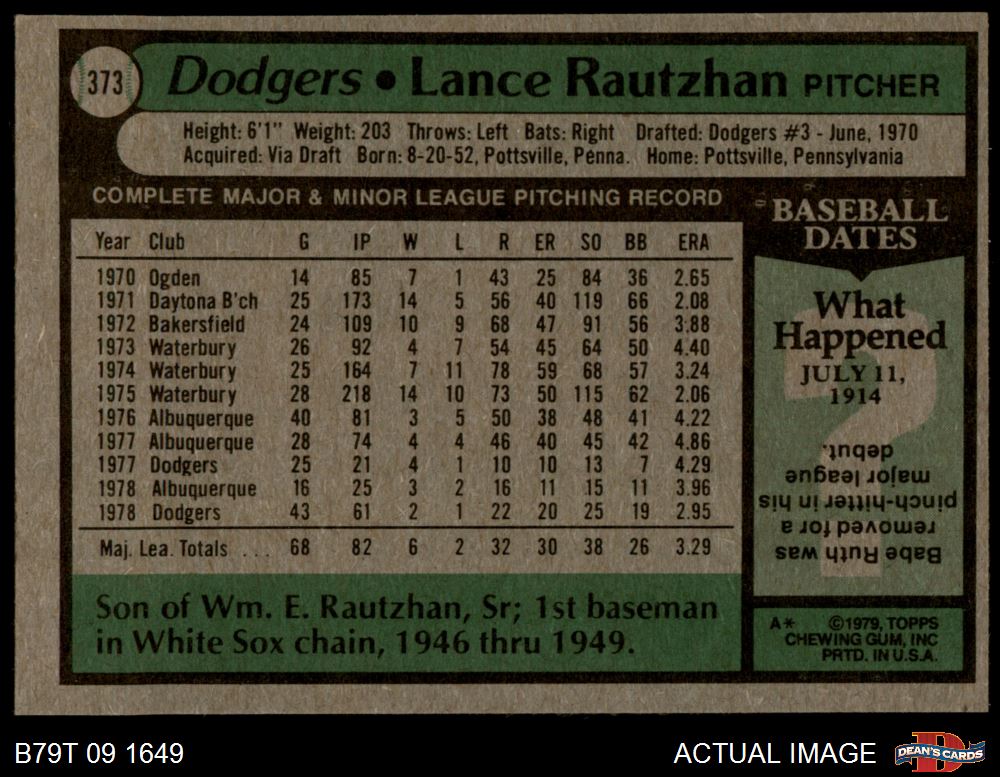 373 Dodgers • Lance Rautzhan PITCHER
Height: 6'1" Weight: 203 Throws: Left Bats: Right Drafted: Dodgers #3 - June, 1970
Acquired: Via Draft Born: 8-20-52, Pottsville, Penna. Home: Pottsville, Pennsylvania
COMPLETE MAJOR & MINOR LEAGUE PITCHING RECORD
Year Club G IP W L R ER SO BB ERA
1970 Ogden 14 85 7 1 43 25 84 36 2.65
1971 Daytona B'ch 25 173 14 5 56 40 119 66 2.08
1972 Bakersfield 24 109 10 9 68 47 91 56 3.88
1973 Waterbury 26 92 4 7 54 45 64 50 4.40
1974 Waterbury 25 164 7 11 78 59 68 57 3.24
1975 Waterbury 28 218 14 10 73 50 115 62 2.06
1976 Albuquerque 40 81 3 5 50 38 48 41 4.22
1977 Albuquerque 28 74 4 4 46 40 45 42 4.86
1977 Dodgers 25 21 4 1 10 10 13 7 4.29
1978 Albuquerque 16 25 3 2 16 11 15 11 3.96
1978 Dodgers 43 61 2 1 22 20 25 19 2.95
Maj. Lea. Totals ... 68 82 6 2 32 30 38 26 3.29
Son of Wm. E. Rautzhan, Sr; 1st baseman
in White Sox chain, 1946 thru 1949.
BASEBALL
DATES
What
Happened
JULY 11,
1914
?
Babe Ruth was
removed for a
pinch-hitter in his
major league
debut.
A* ©1979, TOPPS
CHEWING GUM, INC
PRTD. IN U.S.A.
B79T 09 1649
ACTUAL IMAGE
D
DEAN'S CARDS